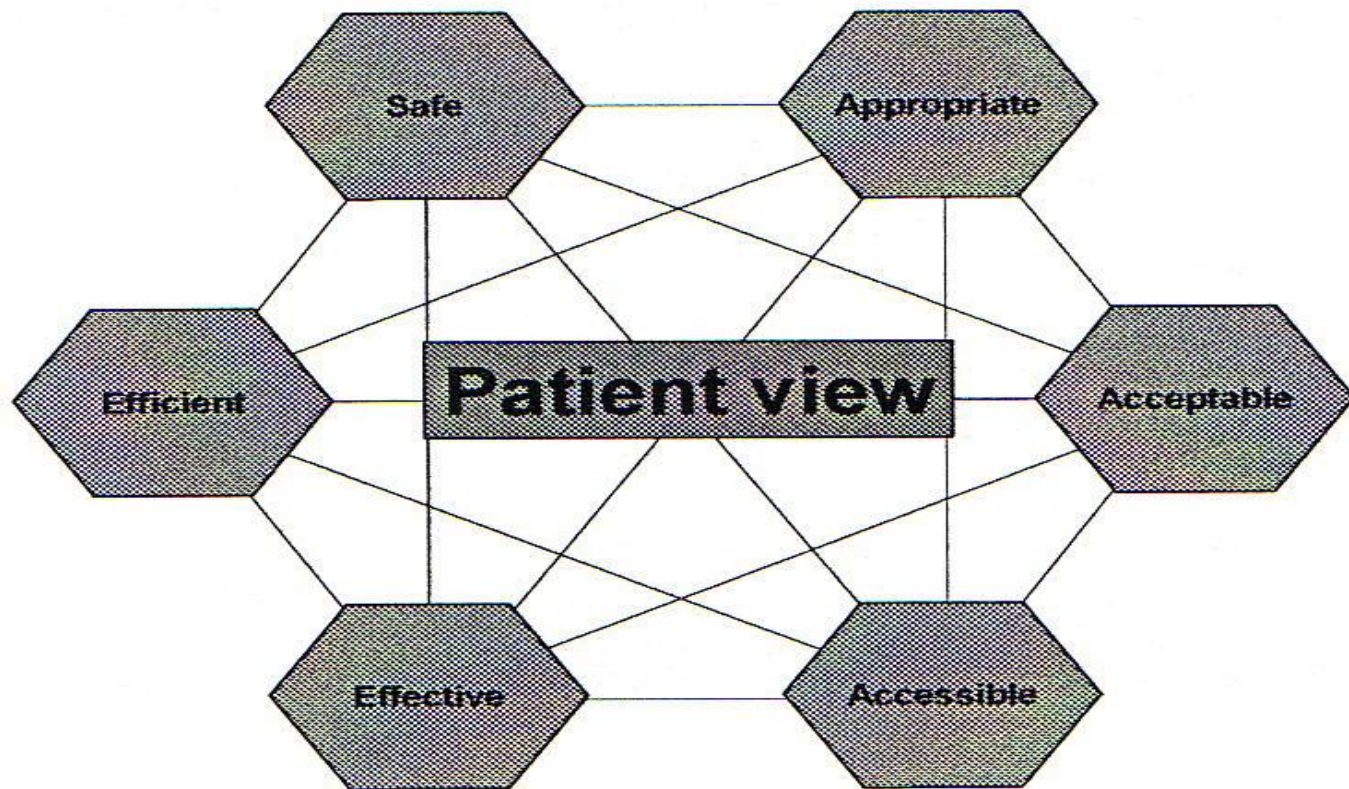 Safe
Appropriate
Efficient
Patient view
Acceptable
Effective
Accessible